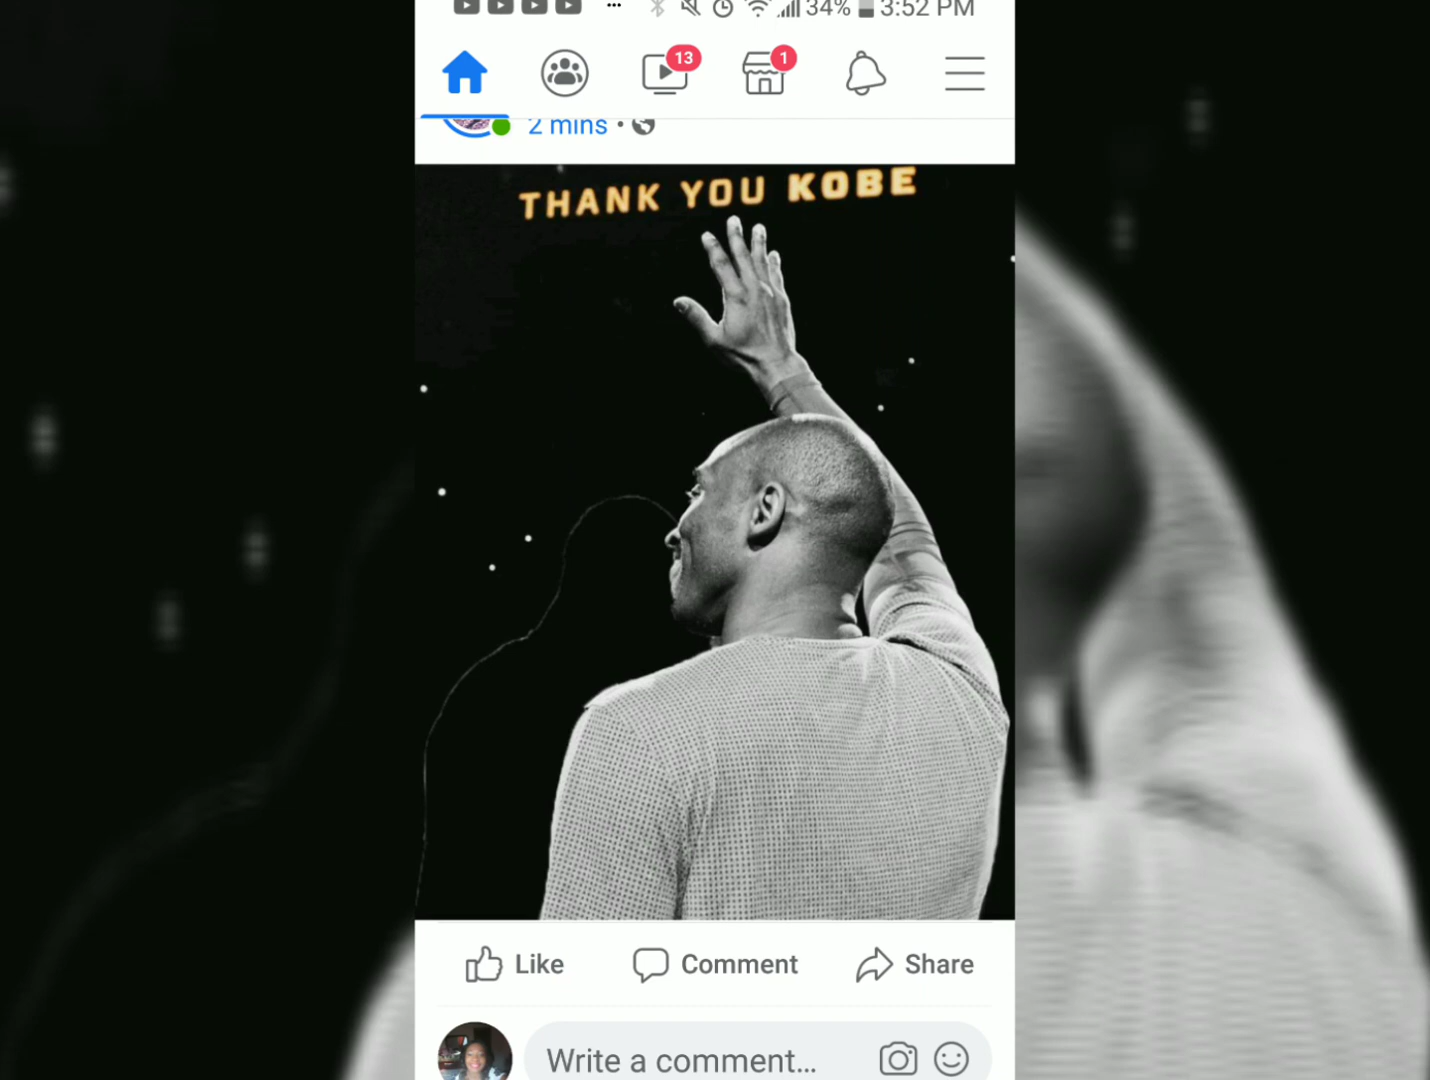 34% 3:52 PM
13 1
2 mins
THANK YOU KOBE
Like Comment Share
Write a comment...